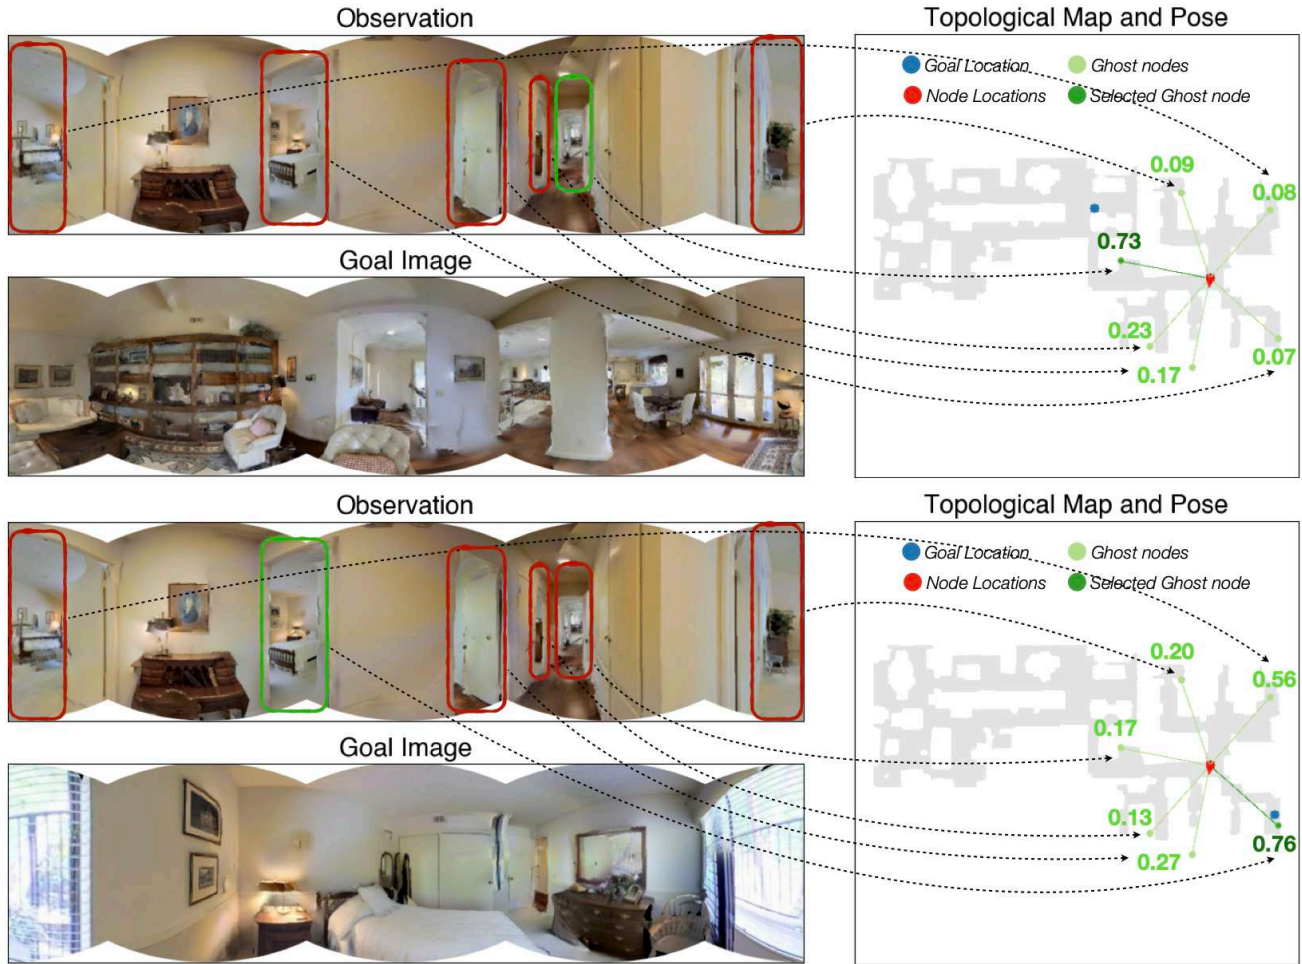 Observation
Topological Map and Pose
Goal Location
Ghost nodes
Node Locations
Selected Ghost node
0.09
0.08
0.73
0.23
0.17
0.07
Goal Image
Observation
Topological Map and Pose
Goal Location
Ghost nodes
Node Locations
Selected Ghost node
0.20
0.56
0.17
0.13
0.27
0.76
Goal Image